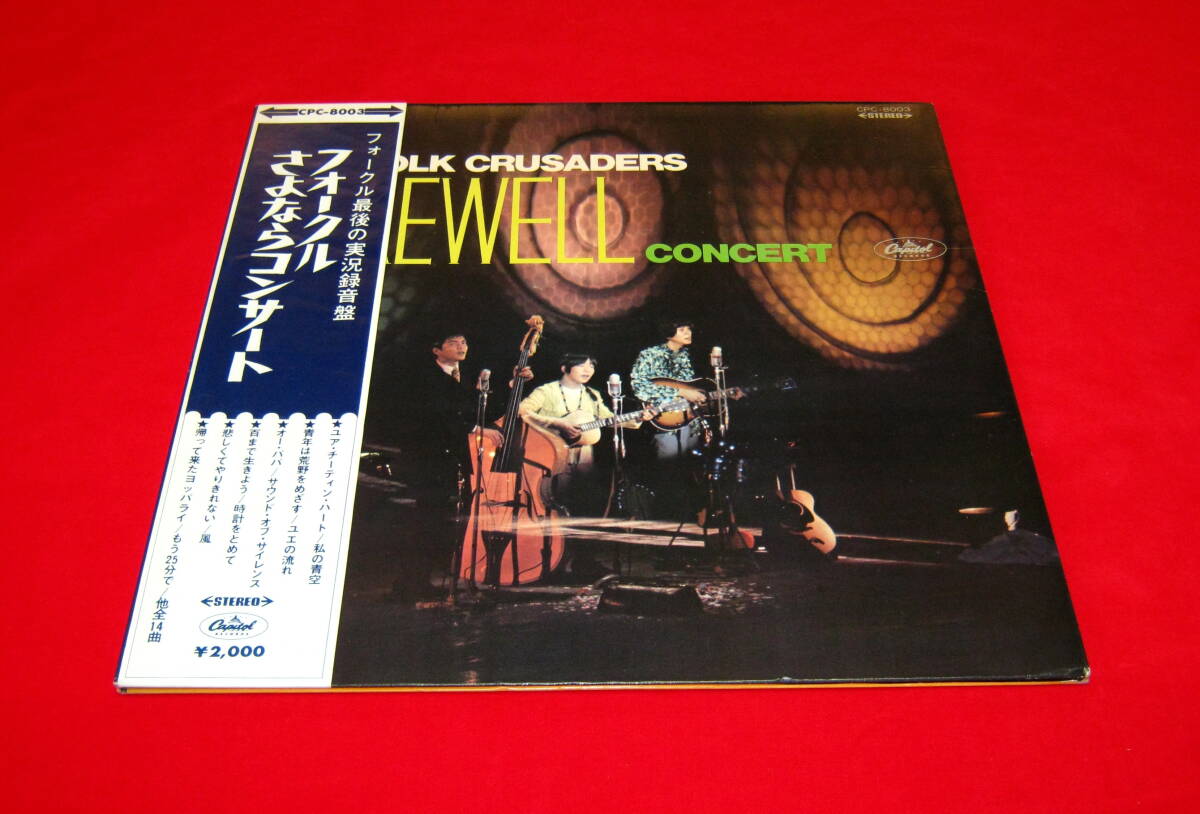 CPC-8003
フォークル最後の実況録音盤
フォークル
さよならコンサート
★ユア・チーティン・ハート/私の青空
★青年は荒野をめざす/ユエの流れ
★オー・パパ/サウンド・オブ・サイレンス
★百まで生きよう/時計をとめて
★悲しくてやりきれない/風
★帰って来たヨッパライ/もう25分で/他全14曲
STEREO
Capitol
RECORDS
¥2,000
CPC-8003
STEREO
OLK CRUSADERS
EWELL CONCERT
Capitol
RECORDS